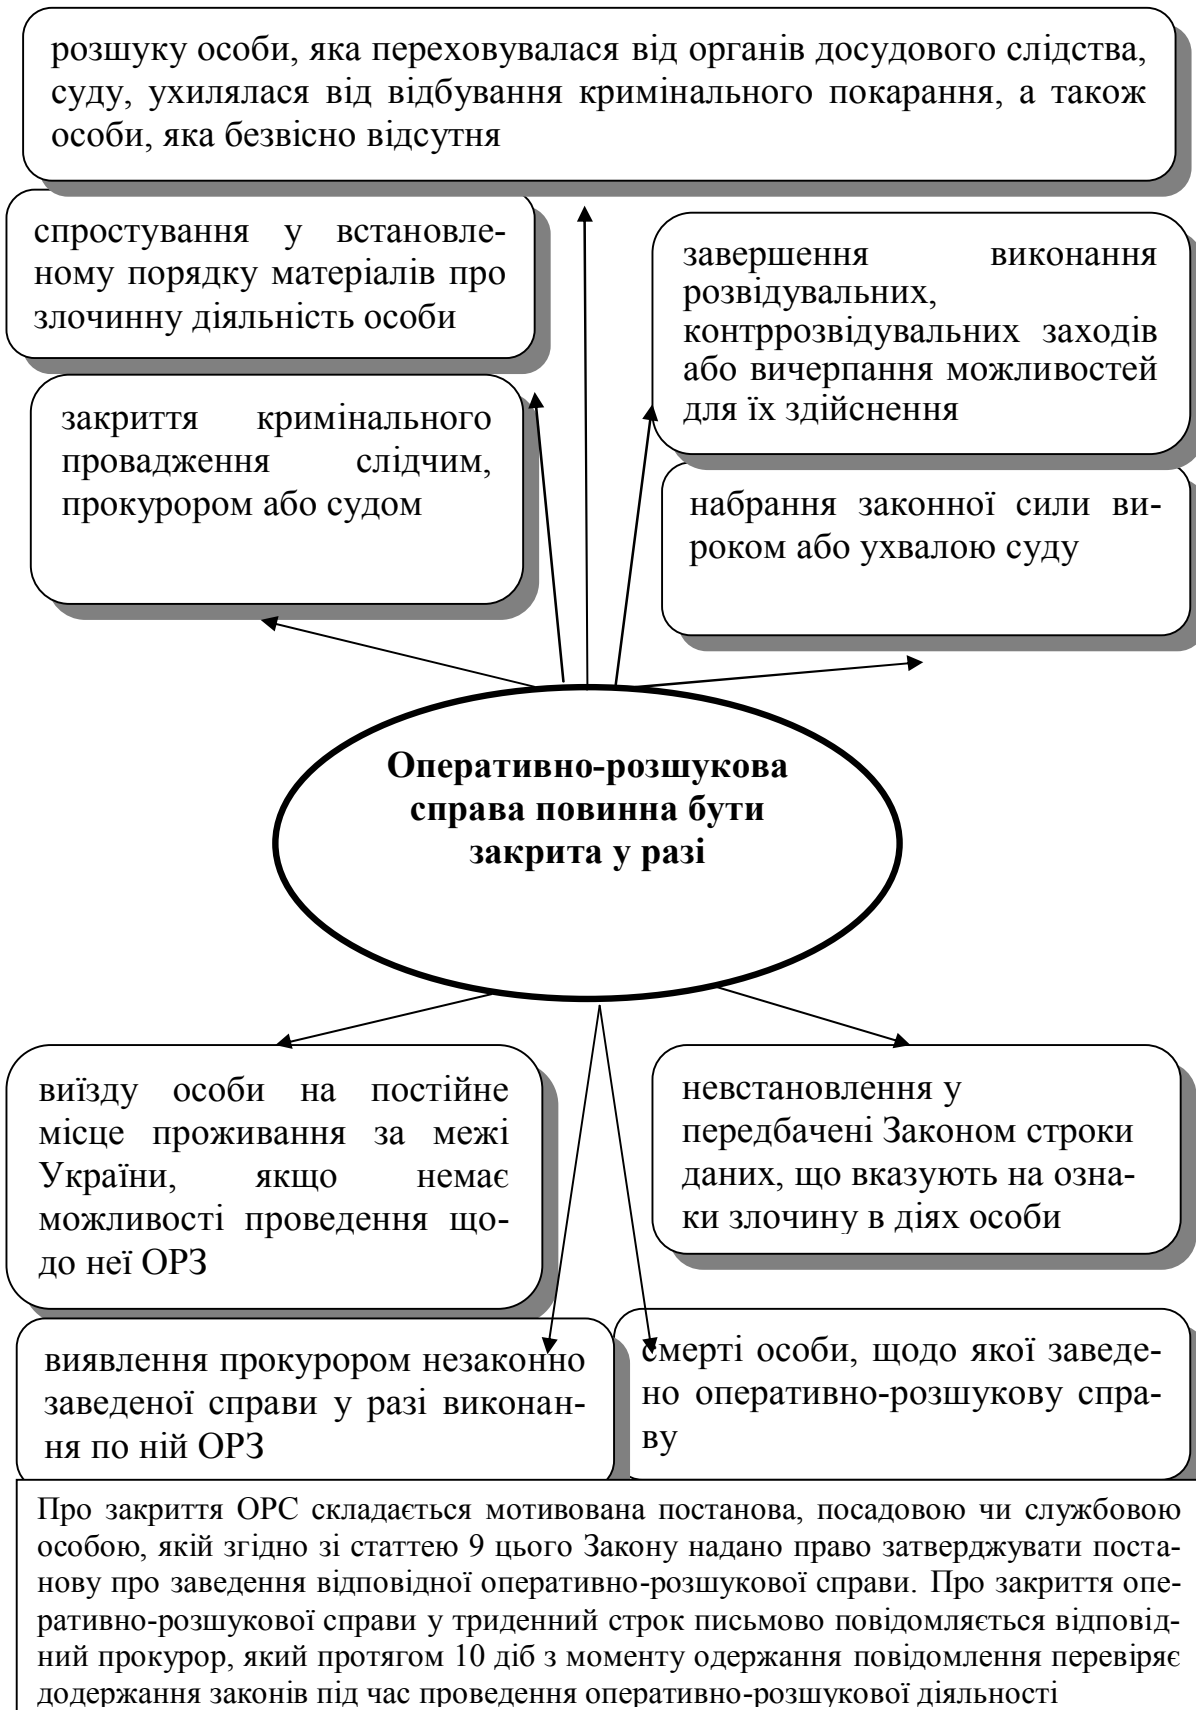 розшуку особи, яка переховувалася від органів досудового слідства,
суду, ухилялася від відбування кримінального покарання, а також
особи, яка безвісно відсутня
спростування у встановле-
ному порядку матеріалів про
злочинну діяльність особи
завершення виконання
розвідувальних,
контррозвідувальних заходів
або вичерпання можливостей
для їх здійснення
закриття кримінального
провадження слідчим,
прокурором або судом
набрання законної сили ви-
роком або ухвалою суду
Оперативно-розшукова
справа повинна бути
закрита у разі
виїзду особи на постійне
місце проживання за межі
України, якщо немає
можливості проведення що-
до неї ОРЗ
невстановлення у
передбачені Законом строки
даних, що вказують на озна-
ки злочину в діях особи
виявлення прокурором незаконно
заведеної справи у разі виконан-
ня по ній ОРЗ
смерті особи, щодо якої заведе-
но оперативно-розшукову спра-
ву
Про закриття ОРС складається мотивована постанова, посадовою чи службовою
особою, якій згідно зі статтею 9 цього Закону надано право затверджувати поста-
нову про заведення відповідної оперативно-розшукової справи. Про закриття опе-
ративно-розшукової справи у триденний строк письмово повідомляється відповід-
ний прокурор, який протягом 10 діб з моменту одержання повідомлення перевіряє
додержання законів під час проведення оперативно-розшукової діяльності